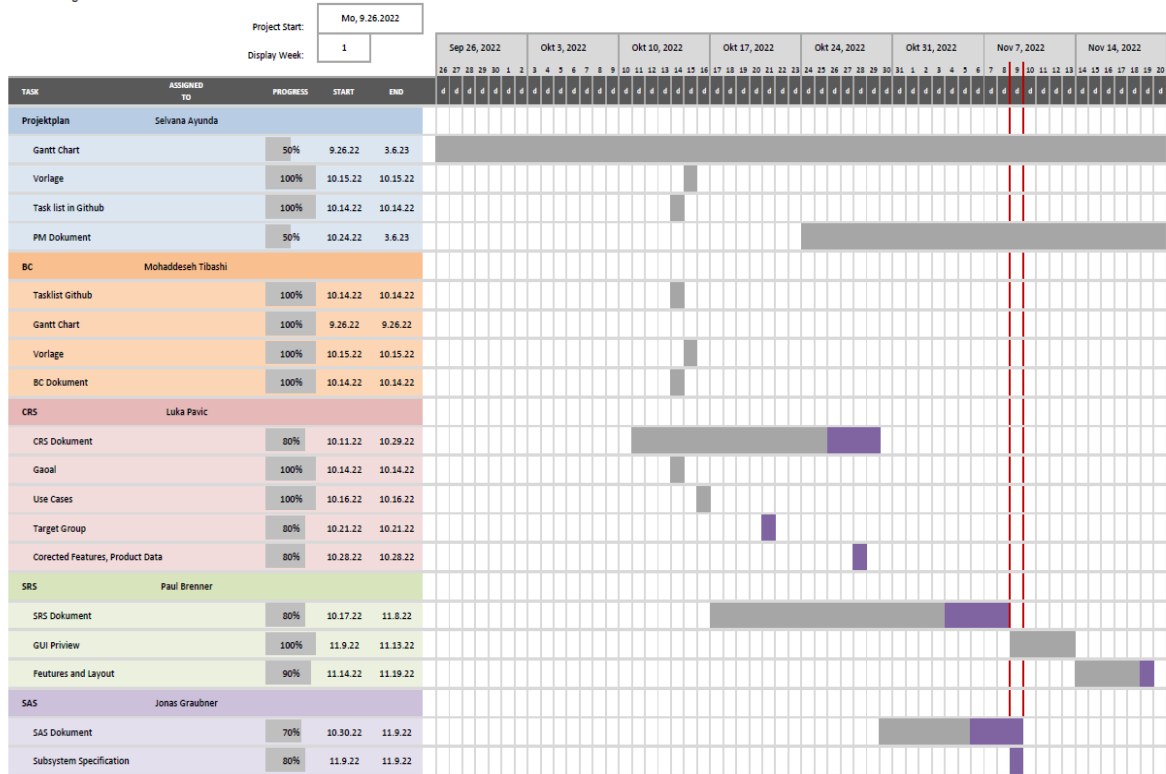 Project Start: Mo, 9.26.2022
Display Week: 1
Sep 26, 2022 Okt 3, 2022 Okt 10, 2022 Okt 17, 2022 Okt 24, 2022 Okt 31, 2022 Nov 7, 2022 Nov 14, 2022
26 27 28 29 30 1 2 3 4 5 6 7 8 9 10 11 12 13 14 15 16 17 18 19 20 21 22 23 24 25 26 27 28 29 30 31 1 2 3 4 5 6 7 8 9 10 11 12 13 14 15 16 17 18 19 20
TASK ASSIGNED TO PROGRESS START END d d d d d d d d d d d d d d d d d d d d d d d d d d d d d d d d d d d d d d d d d d d d d d d d d d d d d d d d
Projektplan Selvana Ayunda
Gantt Chart 50% 9.26.22 3.6.23
Vorlage 100% 10.15.22 10.15.22
Task list in Github 100% 10.14.22 10.14.22
PM Dokument 50% 10.24.22 3.6.23
BC Mohaddeseh Tibashi
Tasklist Github 100% 10.14.22 10.14.22
Gantt Chart 100% 9.26.22 9.26.22
Vorlage 100% 10.15.22 10.15.22
BC Dokument 100% 10.14.22 10.14.22
CRS Luka Pavic
CRS Dokument 80% 10.11.22 10.29.22
Gaoal 100% 10.14.22 10.14.22
Use Cases 100% 10.16.22 10.16.22
Target Group 80% 10.21.22 10.21.22
Corected Features, Product Data 80% 10.28.22 10.28.22
SRS Paul Brenner
SRS Dokument 80% 10.17.22 11.8.22
GUI Priview 100% 11.9.22 11.13.22
Feutures and Layout 90% 11.14.22 11.19.22
SAS Jonas Graubner
SAS Dokument 70% 10.30.22 11.9.22
Subsystem Specification 80% 11.9.22 11.9.22